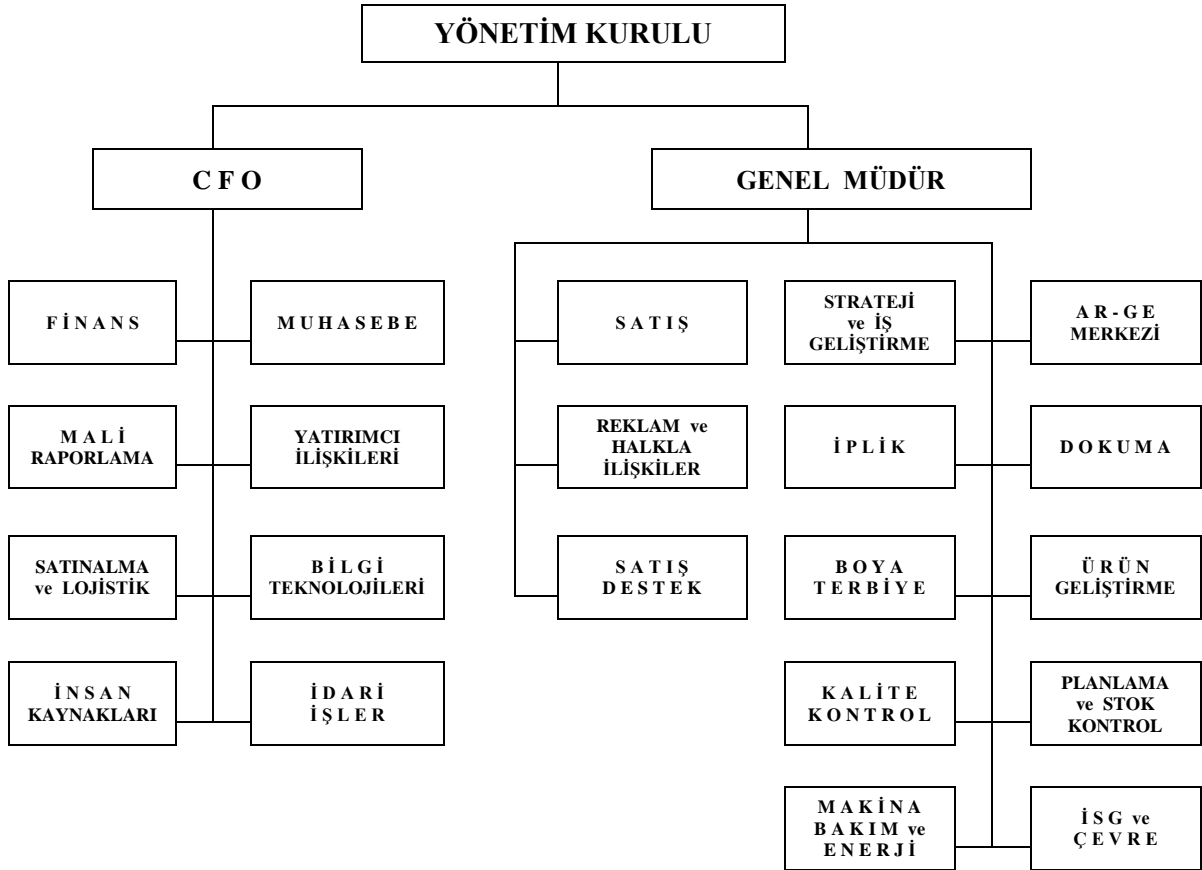 YÖNETİM KURULU
C F O
GENEL MÜDÜR
F İ N A N S
M U H A S E B E
S A T I Ş
STRATEJİ
ve İŞ
GELİŞTİRME
A R - G E
MERKEZİ
M A L İ
RAPORLAMA
YATIRIMCI
İLİŞKİLERİ
REKLAM ve
HALKLA
İLİŞKİLER
İ P L İ K
D O K U M A
SATINALMA
ve LOJİSTİK
B İ L G İ
TEKNOLOJİLERİ
S A T I Ş
D E S T E K
B O Y A
T E R B İ Y E
Ü R Ü N
GELİŞTİRME
İ N S A N
KAYNAKLARI
İ D A R İ
İ Ş L E R
K A L İ T E
K O N T R O L
PLANLAMA
ve STOK
KONTROL
M A K İ N A
B A K I M ve
E N E R J İ
İ S G ve
Ç E V R E